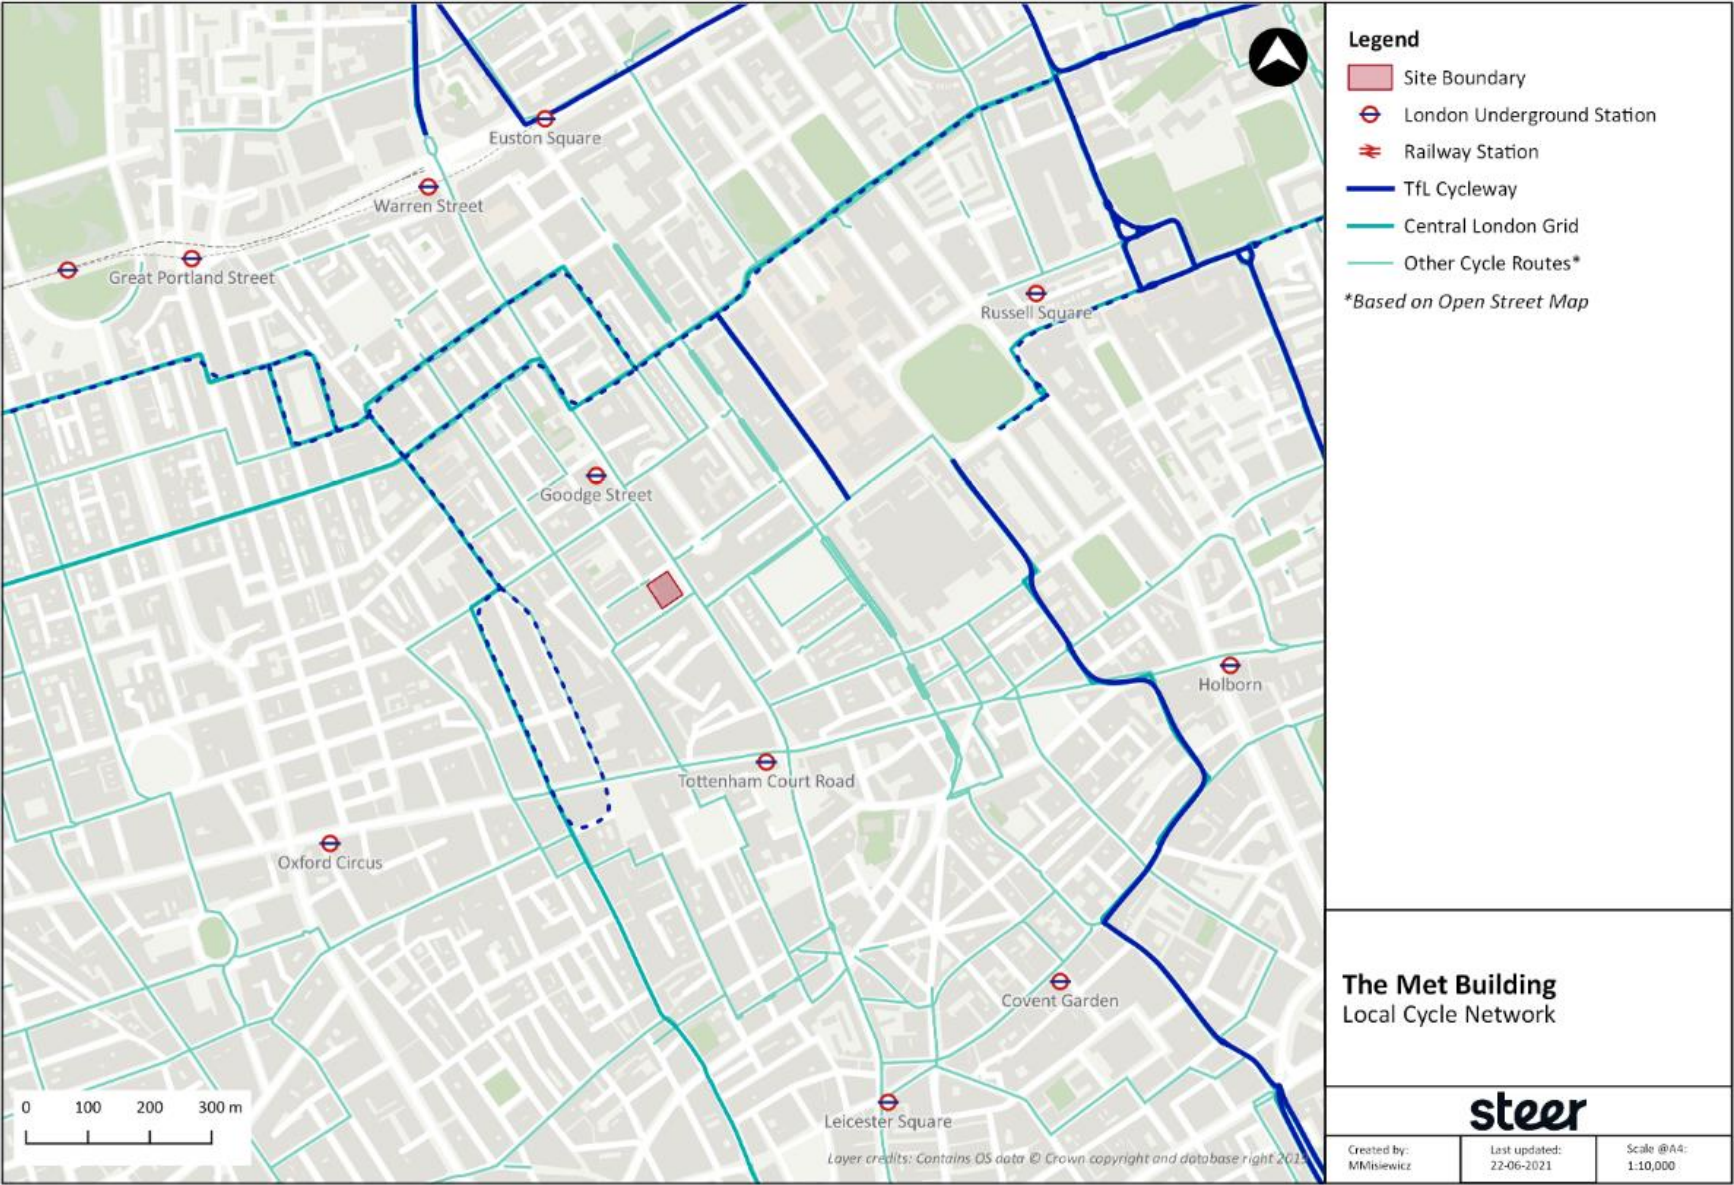 Euston Square
Warren Street
Great Portland Street
Russell Square
Goodge Street
Holborn
Tottenham Court Road
Oxford Circus
Covent Garden
Leicester Square
0 100 200 300 m
Layer credits: Contains OS data © Crown copyright and database right
Legend
Site Boundary
London Underground Station
Railway Station
TfL Cycleway
Central London Grid
Other Cycle Routes*
*Based on Open Street Map
The Met Building
Local Cycle Network
steer
Created by:
MMisiewicz
Last updated:
22-06-2021
Scale @A4:
1:10,000